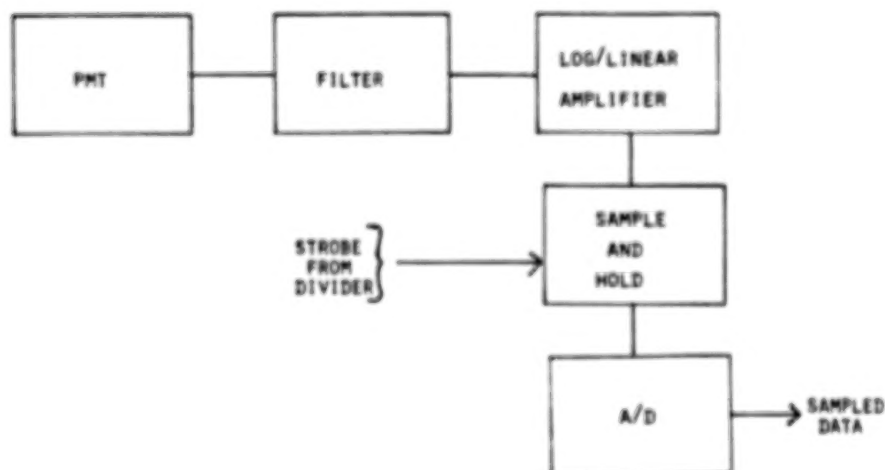 PMT
FILTER
LOG/LINEAR
AMPLIFIER
STROBE
FROM
DIVIDER
SAMPLE
AND
HOLD
A/D
SAMPLED
DATA